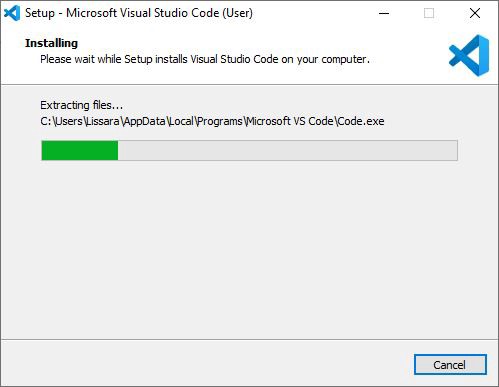 Setup - Microsoft Visual Studio Code (User)
Installing
Please wait while Setup installs Visual Studio Code on your computer.
Extracting files...
C:\Users\Lissara\AppData\Local\Programs\Microsoft VS Code\Code.exe
Cancel